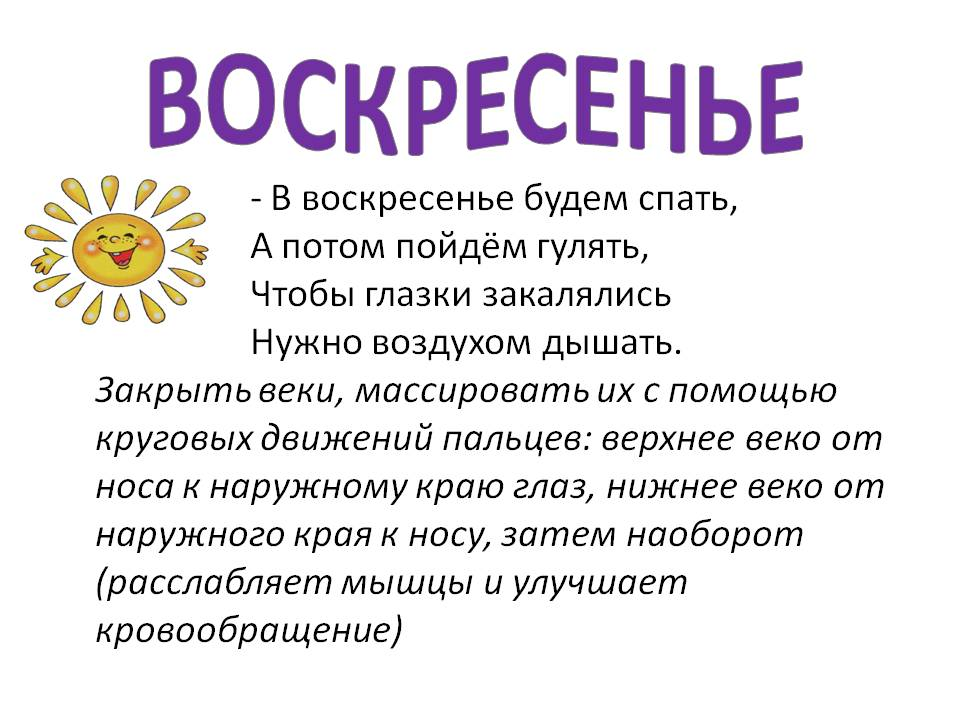 ВОСКРЕСЕНЬЕ
- В воскресенье будем спать,
А потом пойдём гулять,
Чтобы глазки закалялись
Нужно воздухом дышать.
Закрыть веки, массировать их с помощью
круговых движений пальцев: верхнее веко от
носа к наружному краю глаз, нижнее веко от
наружного края к носу, затем наоборот
(расслабляет мышцы и улучшает
кровообращение)